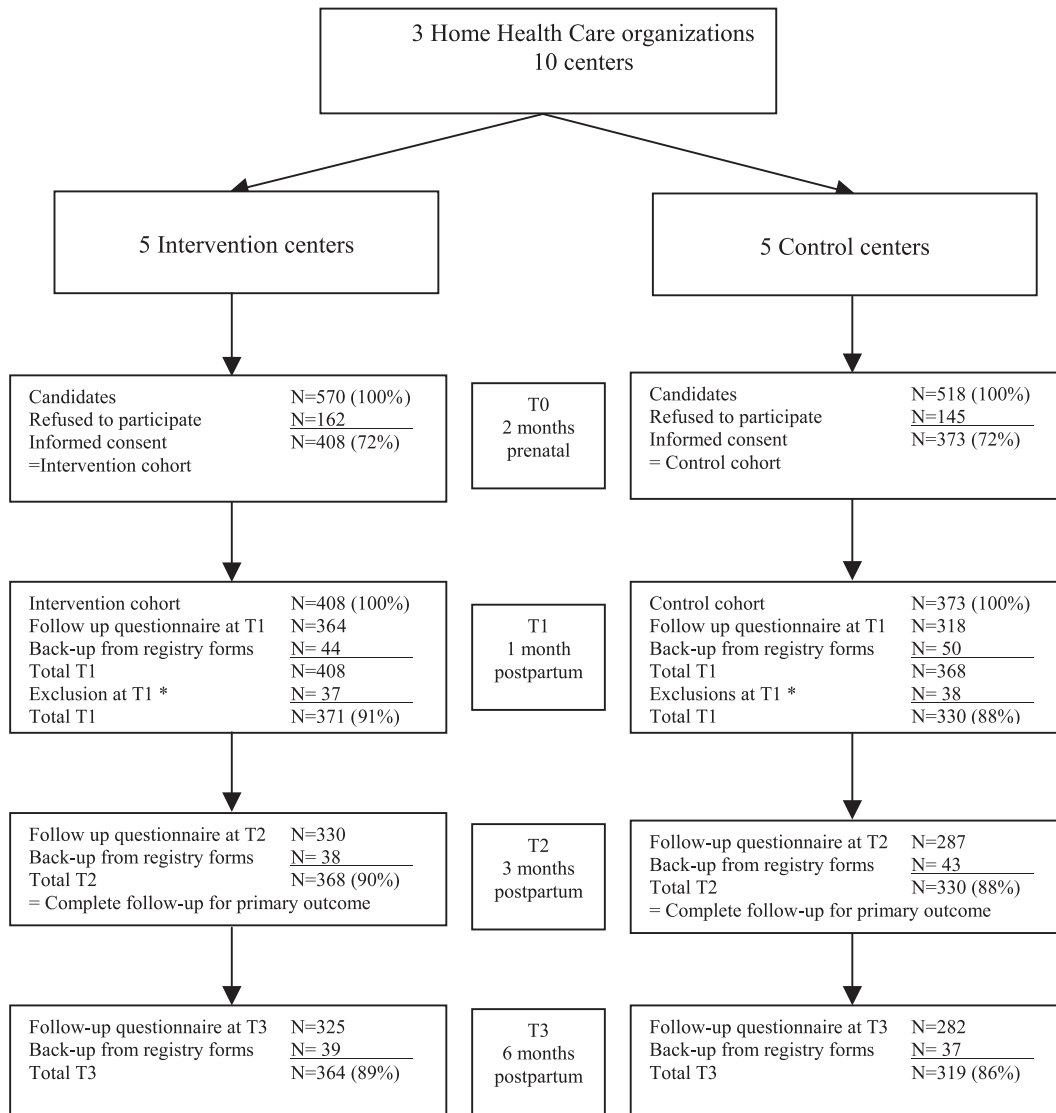 3 Home Health Care organizations
10 centers
5 Intervention centers
5 Control centers
Candidates N=570 (100%)
Refused to participate N=162
Informed consent N=408 (72%)
=Intervention cohort
T0
2 months
prenatal
Candidates N=518 (100%)
Refused to participate N=145
Informed consent N=373 (72%)
= Control cohort
Intervention cohort N=408 (100%)
Follow up questionnaire at T1 N=364
Back-up from registry forms N= 44
Total T1 N=408
Exclusion at T1 * N= 37
Total T1 N=371 (91%)
T1
1 month
postpartum
Control cohort N=373 (100%)
Follow up questionnaire at T1 N=318
Back-up from registry forms N= 50
Total T1 N=368
Exclusions at T1 * N= 38
Total T1 N=330 (88%)
Follow up questionnaire at T2 N=330
Back-up from registry forms N= 38
Total T2 N=368 (90%)
= Complete follow-up for primary outcome
T2
3 months
postpartum
Follow-up questionnaire at T2 N=287
Back-up from registry forms N= 43
Total T2 N=330 (88%)
= Complete follow-up for primary outcome
Follow-up questionnaire at T3 N=325
Back-up from registry forms N= 39
Total T3 N=364 (89%)
T3
6 months
postpartum
Follow-up questionnaire at T3 N=282
Back-up from registry forms N= 37
Total T3 N=319 (86%)